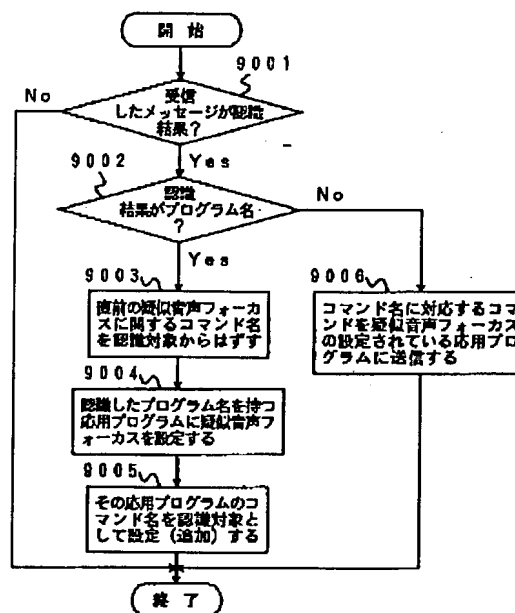 開 始
9001
No
受信
したメッセージが認識
結果？
9002
Yes
No
認識
結果がプログラム名
？
Yes
9003
直前の疑似音声フォーカ
スに関するコマンド名
を認識対象からはずす
9006
コマンド名に対応するコマ
ンドを疑似音声フォーカス
の設定されている応用プロ
グラムに送信する
9004
認識したプログラム名を持つ
応用プログラムに疑似音声フォ
ーカスを設定する
9005
その応用プログラムのコ
マンド名を認識対象と
して設定（追加）する
終 了